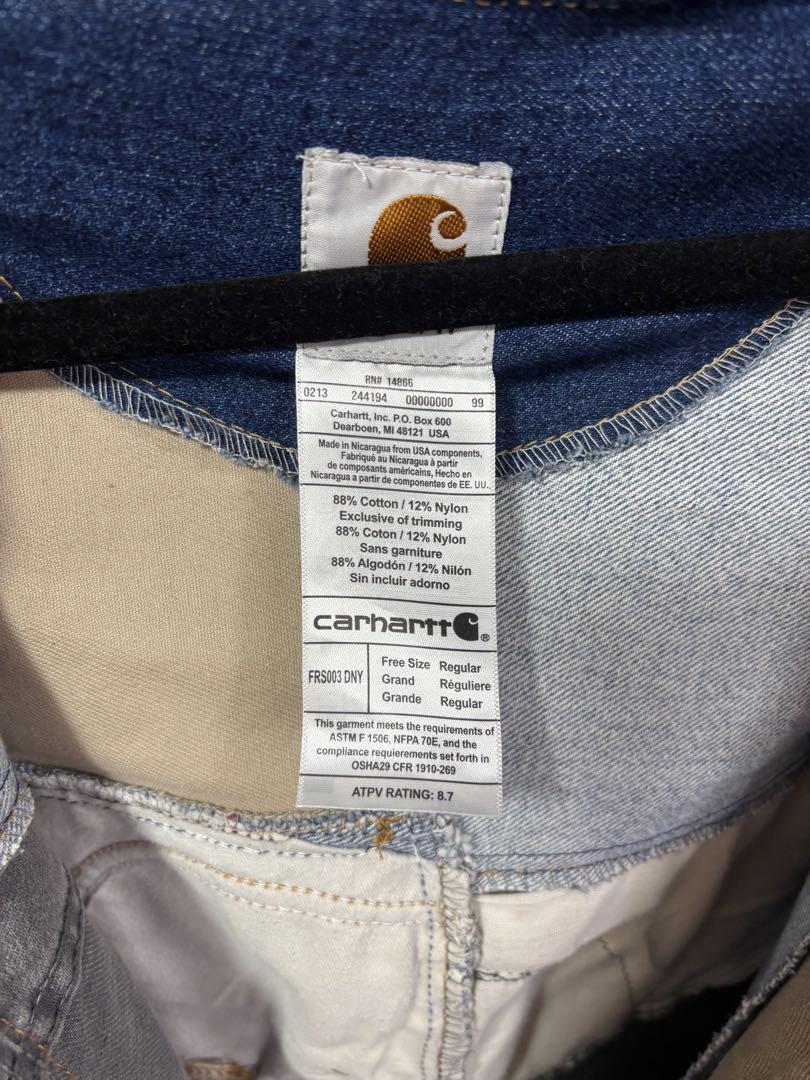 RN# 14866
0213 244194 00000000 99
Carhartt, Inc. P.O. Box 600
Dearboen, MI 48121 USA
Made in Nicaragua from USA components,
Fabriqué au Nicaragua à partir
de composants américains, Hecho en
Nicaragua a partir de componentes de EE. UU.,
88% Cotton / 12% Nylon
Exclusive of trimming
88% Coton / 12% Nylon
Sans garniture
88% Algodón / 12% Nilón
Sin incluir adorno
carhartt ®
FRS003 DNY
Free Size Regular
Grand Réguliere
Grande Regular
This garment meets the requirements of
ASTM F 1506, NFPA 70E, and the
compliance requierements set forth in
OSHA29 CFR 1910-269
ATPV RATING: 8.7